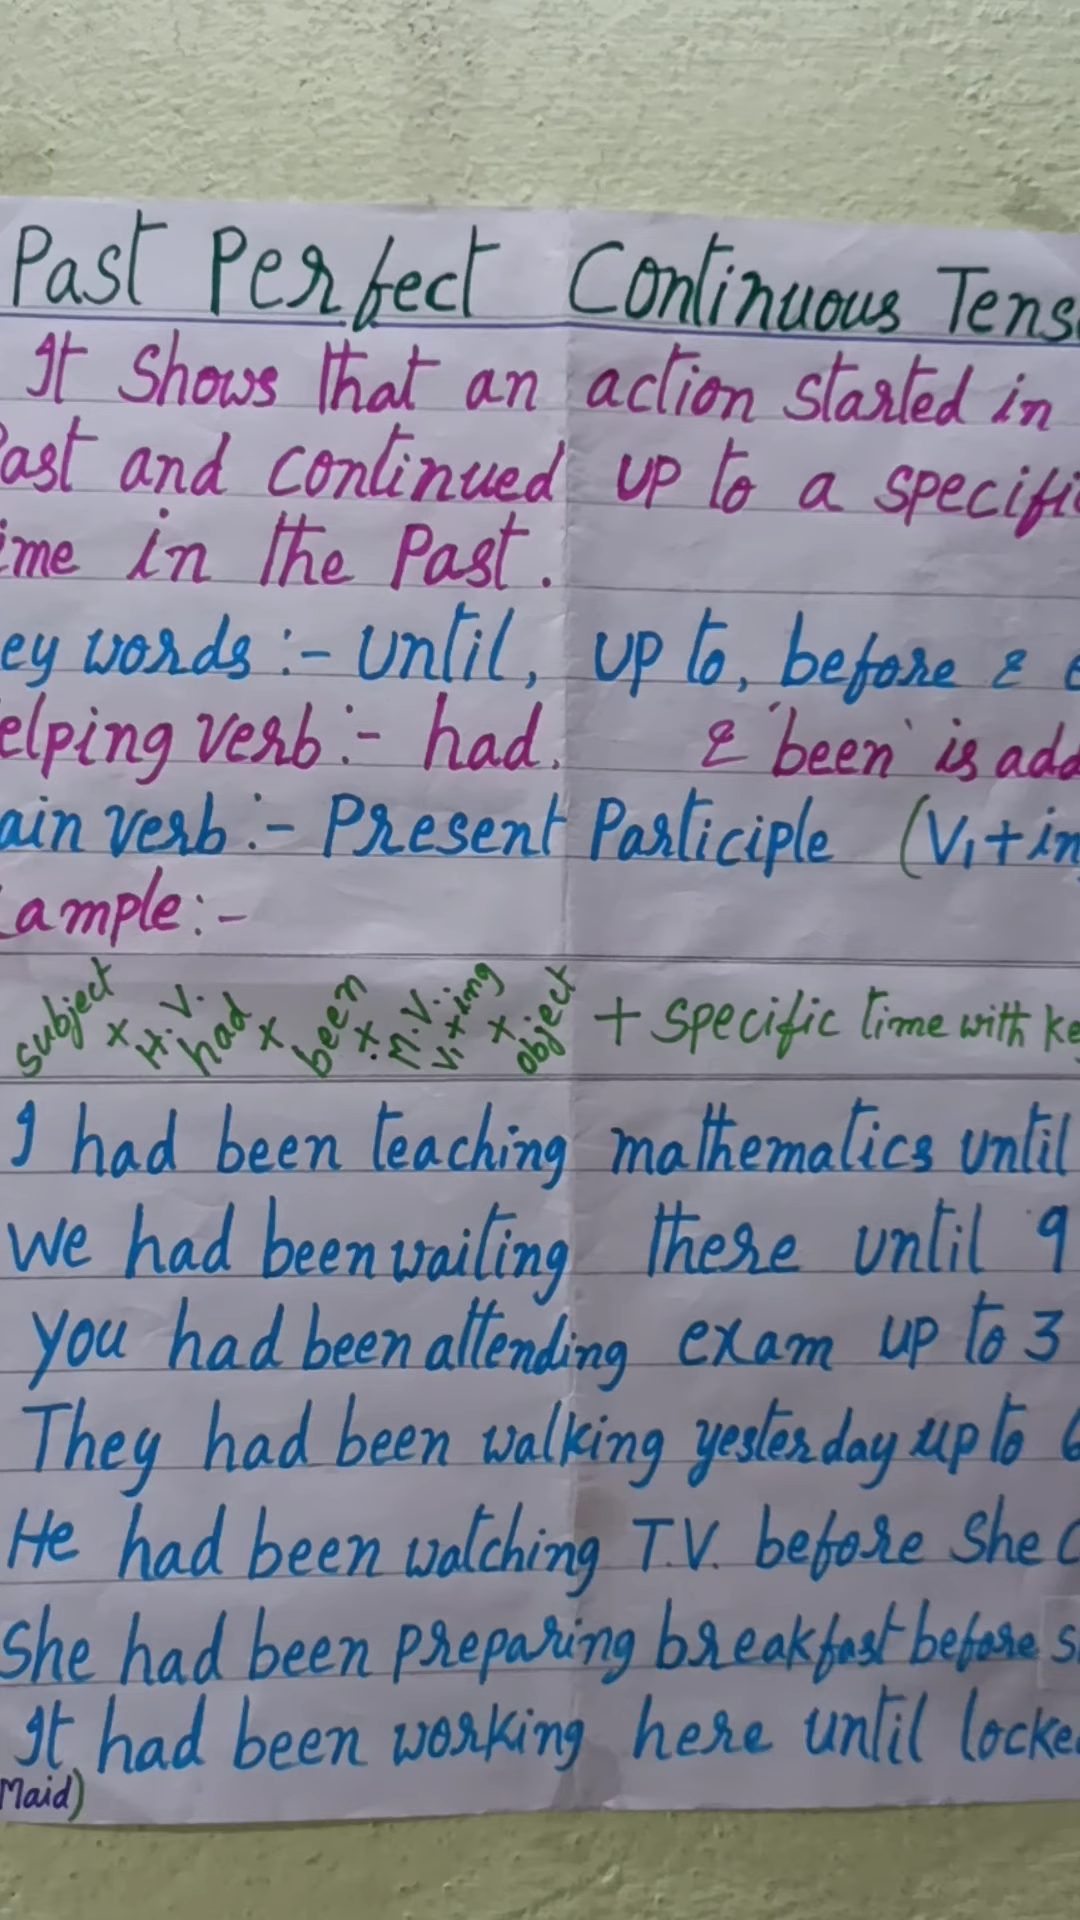 Past Perfect Continuous Tens
It shows that an action started in
ast and continued up to a specifi
ime in the Past.
ey words :- until, up to, before &
elping verb :- had, & 'been' is add
ain verb :- Present Participle (V1+in
ample :-
subject x H.V. had x been x M.V. V1+ing x object + specific time with ke
I had been teaching mathematics until
We had been waiting there until 9
You had been attending exam up to 3
They had been walking yesterday up to 6
He had been watching T.V. before she
She had been preparing breakfast before s
It had been working here until locke
Maid)